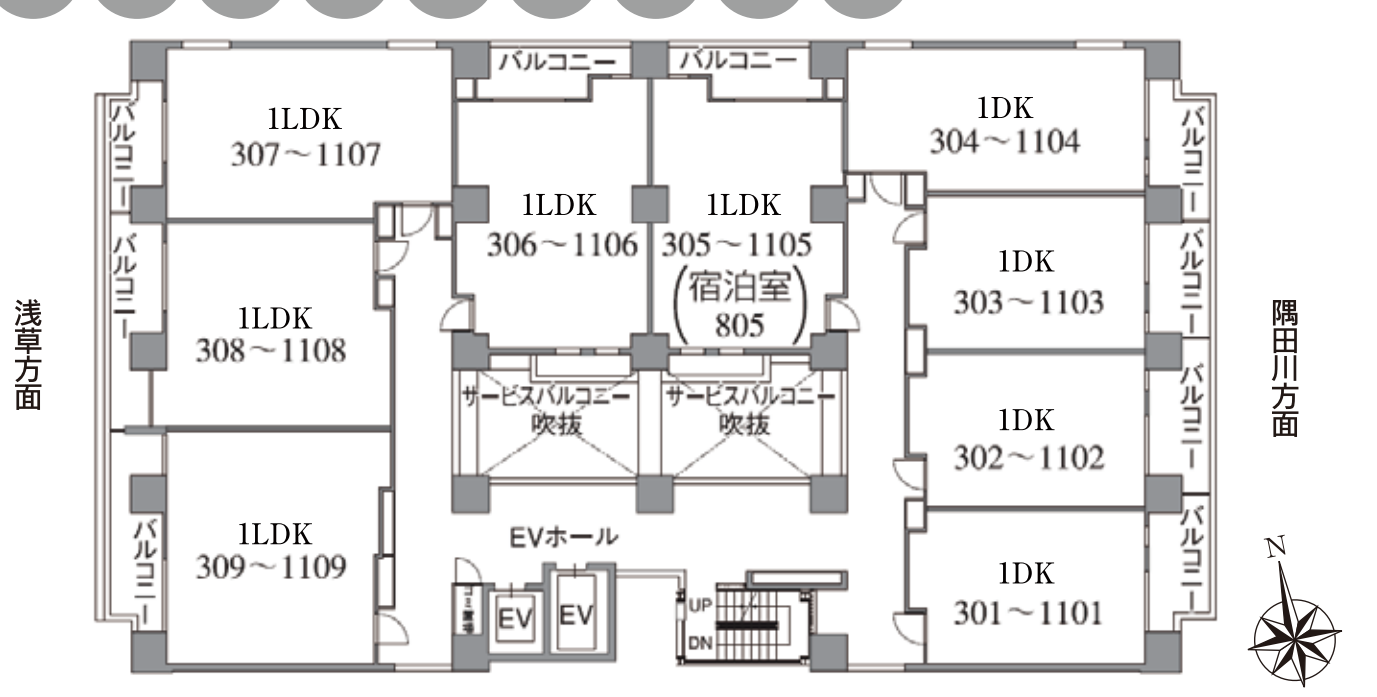 バルコニー
バルコニー
1LDK
307～1107
1DK
304～1104
バルコニー
バルコニー
1LDK
306～1106
1LDK
305～1105
(宿泊室
805)
1DK
303～1103
バルコニー
バルコニー
浅草方面
1LDK
308～1108
隅田川方面
サービスバルコニー
吹抜
サービスバルコニー
吹抜
1DK
302～1102
バルコニー
バルコニー
1LDK
309～1109
EVホール
EV
EV
UP
DN
1DK
301～1101
バルコニー
N